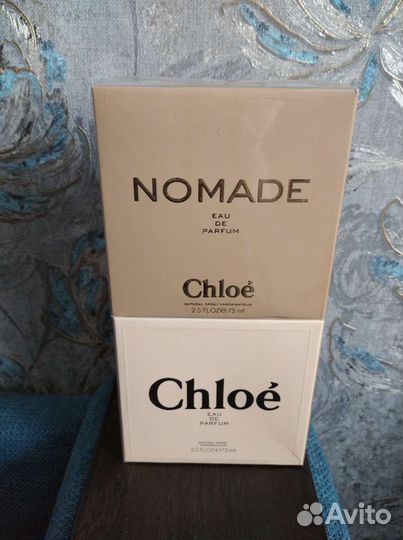 NOMADE
EAU
DE
PARFUM
Chloé
NATURAL SPRAY VAPORISATEUR
2.5 FL.OZ℮75 ml
Chloé
EAU
DE
PARFUM
NATURAL SPRAY
VAPORISATEUR
2.5 FL.OZ℮75 ml
Avito